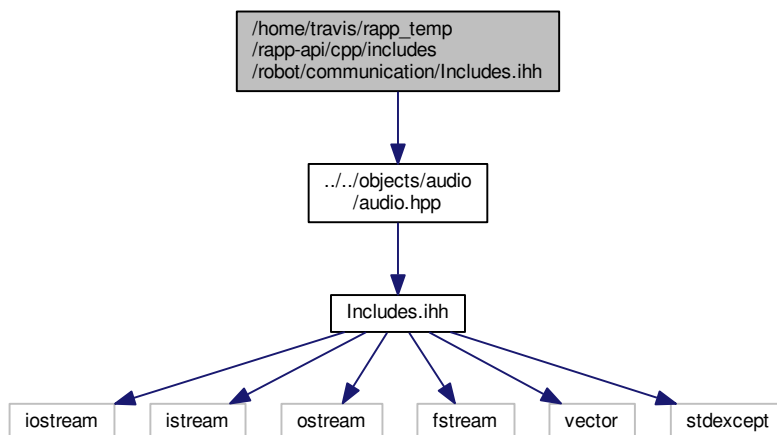 /home/travis/rapp_temp
/rapp-api/cpp/includes
/robot/communication/Includes.ihh
../../objects/audio
/audio.hpp
Includes.ihh
iostream
istream
ostream
fstream
vector
stdexcept